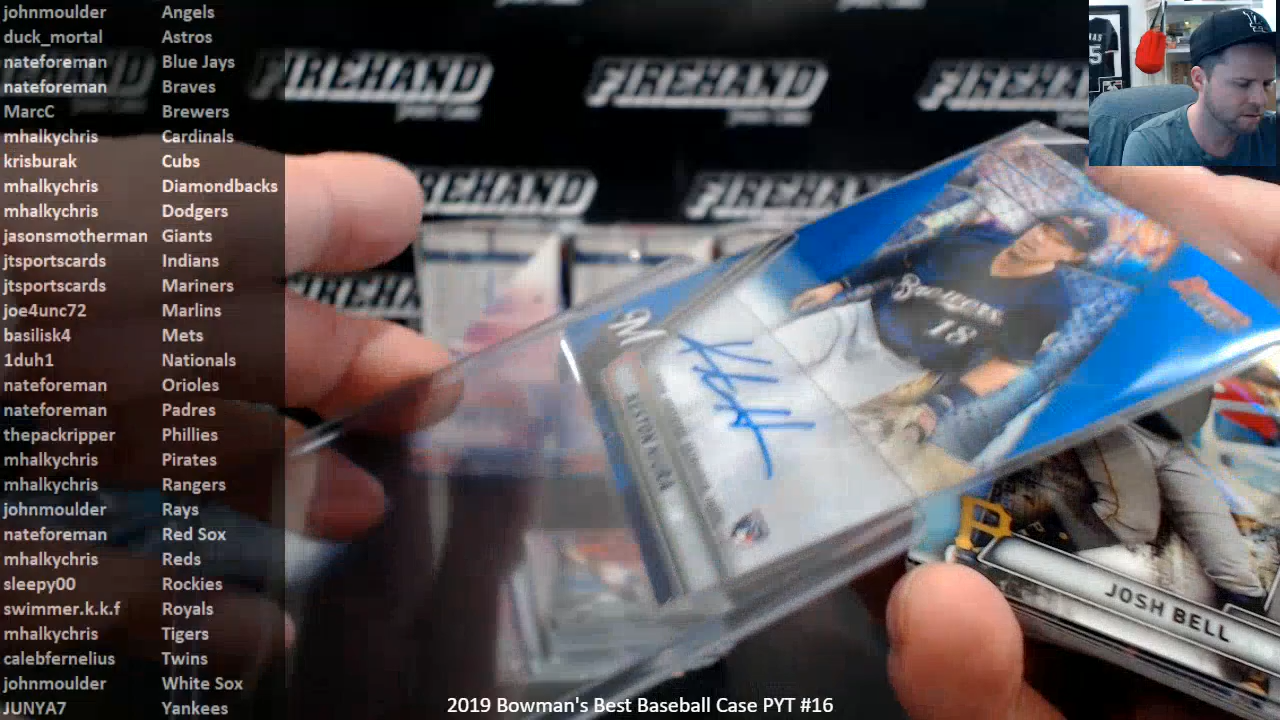 johnmoulder Angels
duck_mortal Astros
nateforeman Blue Jays
nateforeman Braves
MarcC Brewers
mhalkychris Cardinals
krisburak Cubs
mhalkychris Diamondbacks
mhalkychris Dodgers
jasonsmotherman Giants
jtsportscards Indians
jtsportscards Mariners
joe4unc72 Marlins
basilisk4 Mets
1duh1 Nationals
nateforeman Orioles
nateforeman Padres
thepackripper Phillies
mhalkychris Pirates
mhalkychris Rangers
johnmoulder Rays
nateforeman Red Sox
mhalkychris Reds
sleepy00 Rockies
swimmer.k.k.f Royals
mhalkychris Tigers
calebfernelius Twins
johnmoulder White Sox
JUNYA7 Yankees
FIREHAND FIREHAND FIREHAND
FIREHAND FIREHAND
Brewers
18
M
KESTON HIURA
P
JOSH BELL
2019 Bowman's Best Baseball Case PYT #16